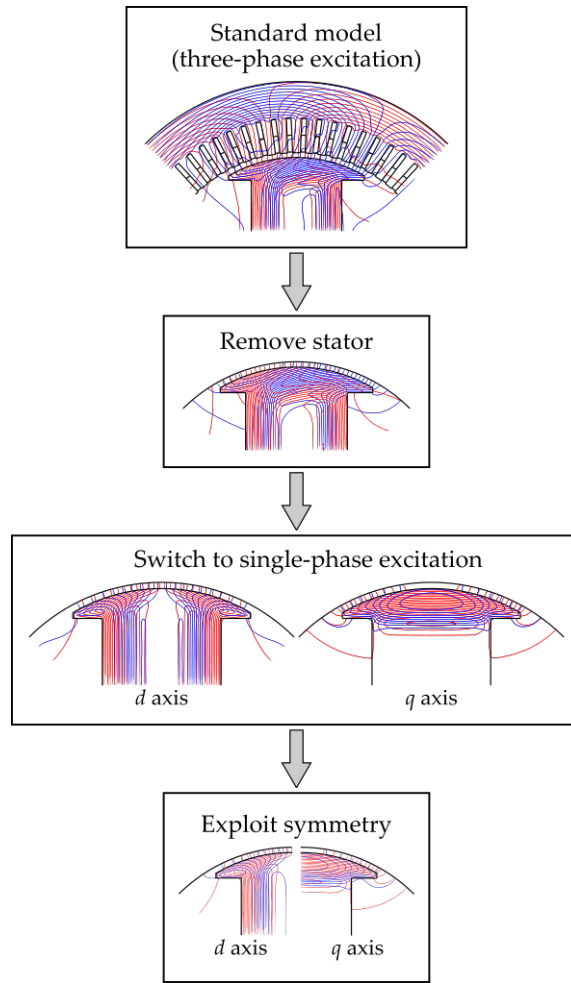 Standard model
(three-phase excitation)
Remove stator
Switch to single-phase excitation
d axis
q axis
Exploit symmetry
d axis
q axis